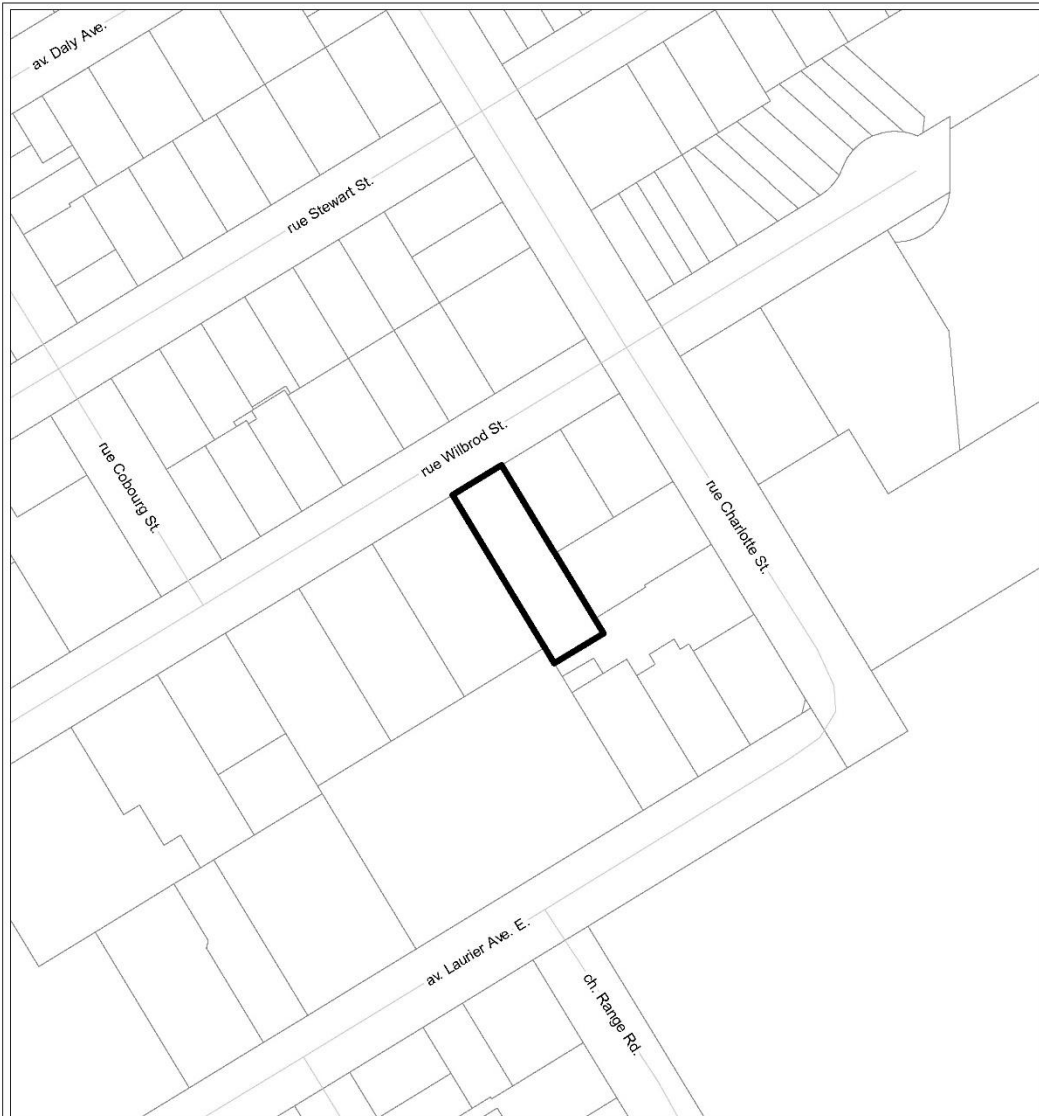 av. Daly Ave.
rue Stewart St.
rue Wilbrod St.
rue Cobourg St.
rue Charlotte St.
av. Laurier Ave. E.
ch. Range Rd.